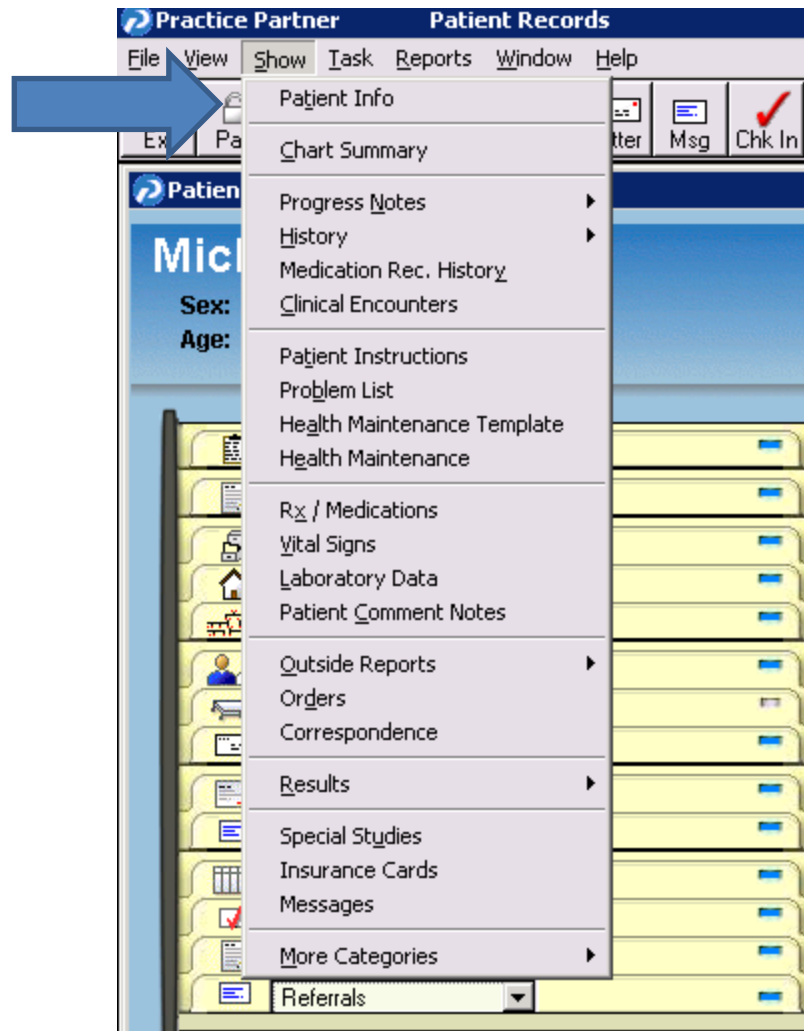 Practice Partner Patient Records
File View Show Task Reports Window Help
Patient Info
Msg Chk In
Chart Summary
Progress Notes
History
Medication Rec. History
Clinical Encounters
Sex:
Age:
Patient Instructions
Problem List
Health Maintenance Template
Health Maintenance
Rx / Medications
Vital Signs
Laboratory Data
Patient Comment Notes
Outside Reports
Orders
Correspondence
Results
Special Studies
Insurance Cards
Messages
More Categories
Referrals